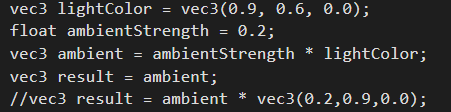 vec3 lightColor = vec3(0.9, 0.6, 0.0);
float ambientStrength = 0.2;
vec3 ambient = ambientStrength * lightColor;
vec3 result = ambient;
//vec3 result = ambient * vec3(0.2,0.9,0.0);